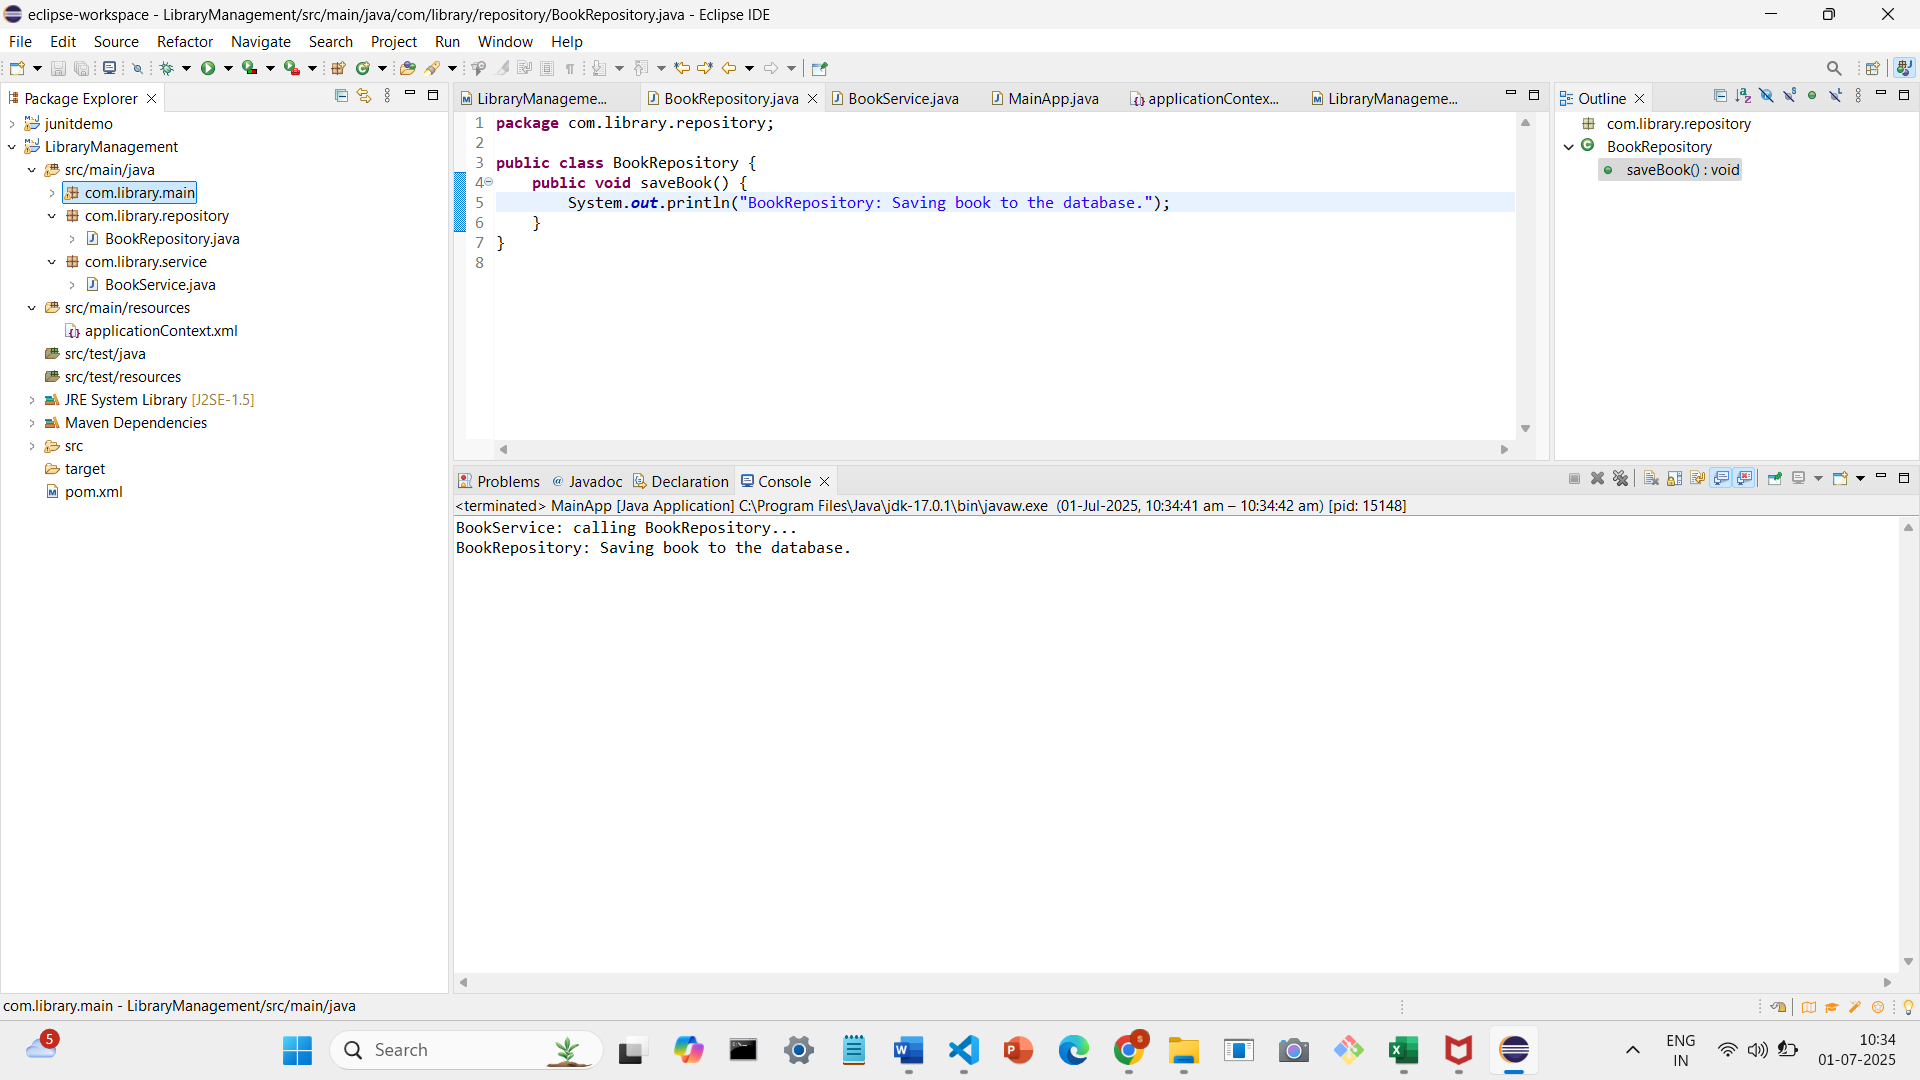 eclipse-workspace - LibraryManagement/src/main/java/com/library/repository/BookRepository.java - Eclipse IDE
File Edit Source Refactor Navigate Search Project Run Window Help
Package Explorer
junitdemo
LibraryManagement
src/main/java
com.library.main
com.library.repository
BookRepository.java
com.library.service
BookService.java
src/main/resources
applicationContext.xml
src/test/java
src/test/resources
JRE System Library [J2SE-1.5]
Maven Dependencies
src
target
pom.xml
LibraryManageme... BookRepository.java BookService.java MainApp.java applicationContex... LibraryManageme...
1 package com.library.repository;
2
3 public class BookRepository {
4 public void saveBook() {
5 System.out.println("BookRepository: Saving book to the database.");
6 }
7 }
8
Outline
com.library.repository
BookRepository
saveBook() : void
Problems @ Javadoc Declaration Console
<terminated> MainApp [Java Application] C:\Program Files\Java\jdk-17.0.1\bin\javaw.exe (01-Jul-2025, 10:34:41 am – 10:34:42 am) [pid: 15148]
BookService: calling BookRepository...
BookRepository: Saving book to the database.
com.library.main - LibraryManagement/src/main/java
5
Search
ENG
IN
10:34
01-07-2025